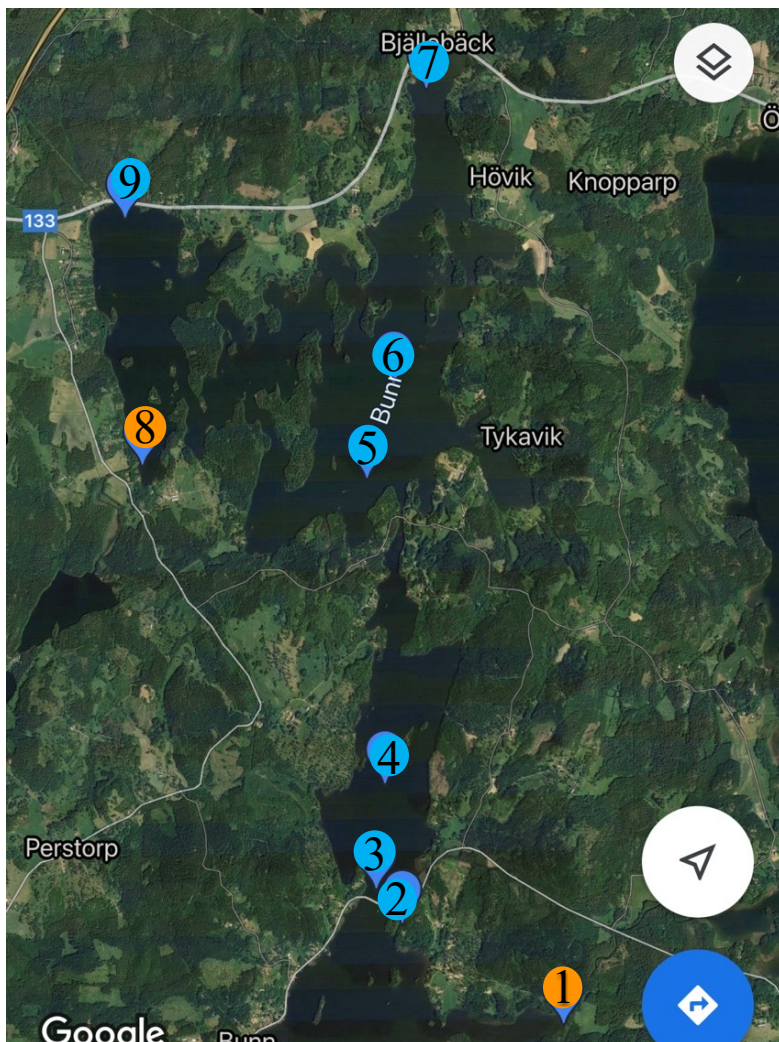 Bjällebäck
7
Ö
Hövik
Knopparp
9
133
6
Bunn
8
5
Tykavik
4
Perstorp
3
2
1
Google
Bunn